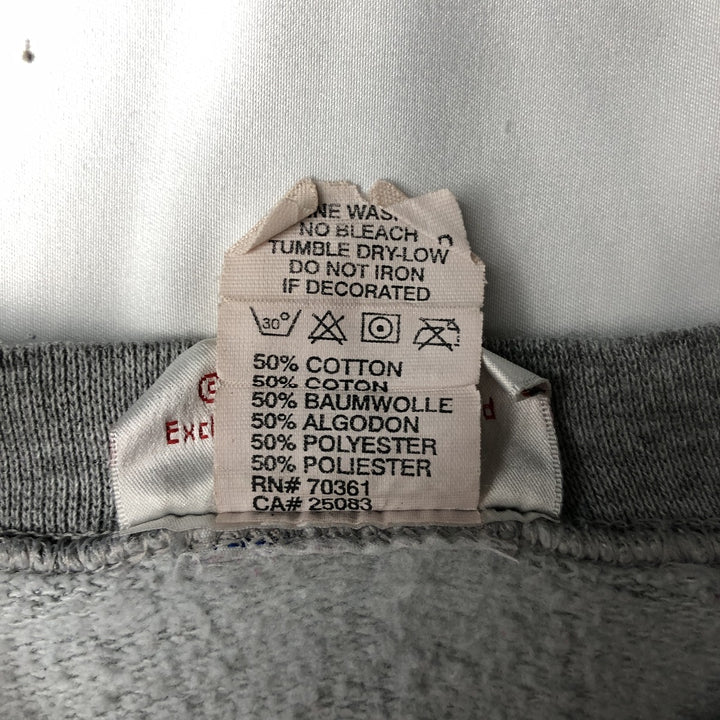 NO BLEACH
TUMBLE DRY-LOW
DO NOT IRON
IF DECORATED
30°
50% COTTON
50% COTON
50% BAUMWOLLE
50% ALGODON
50% POLYESTER
50% POLIESTER
RN# 70361
CA# 25083